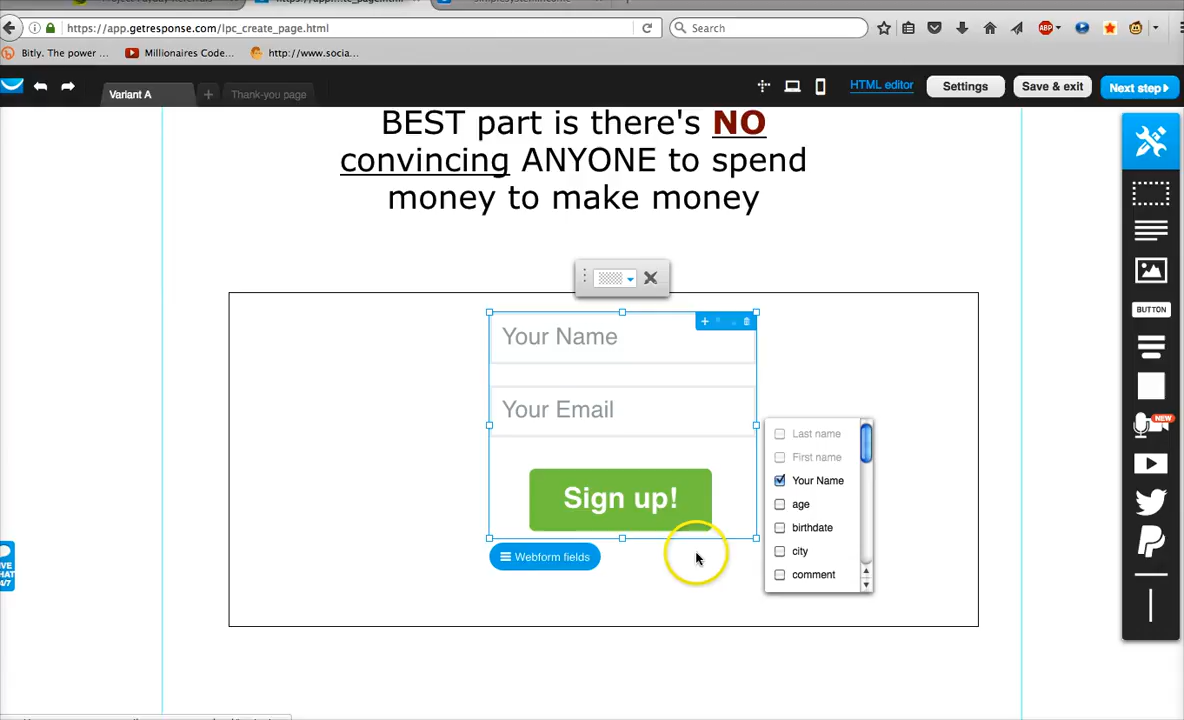 https://app.getresponse.com/lpc_create_page.html
Search
ABP
Bitly. The power ...
Millionaires Code...
http://www.socia...
Variant A
+
Thank-you page
HTML editor
Settings
Save & exit
Next step
BEST part is there's NO
convincing ANYONE to spend
money to make money
BUTTON
NEW
Your Name
Your Email
Sign up!
Webform fields
Last name
First name
Your Name
age
birthdate
city
comment
24/7